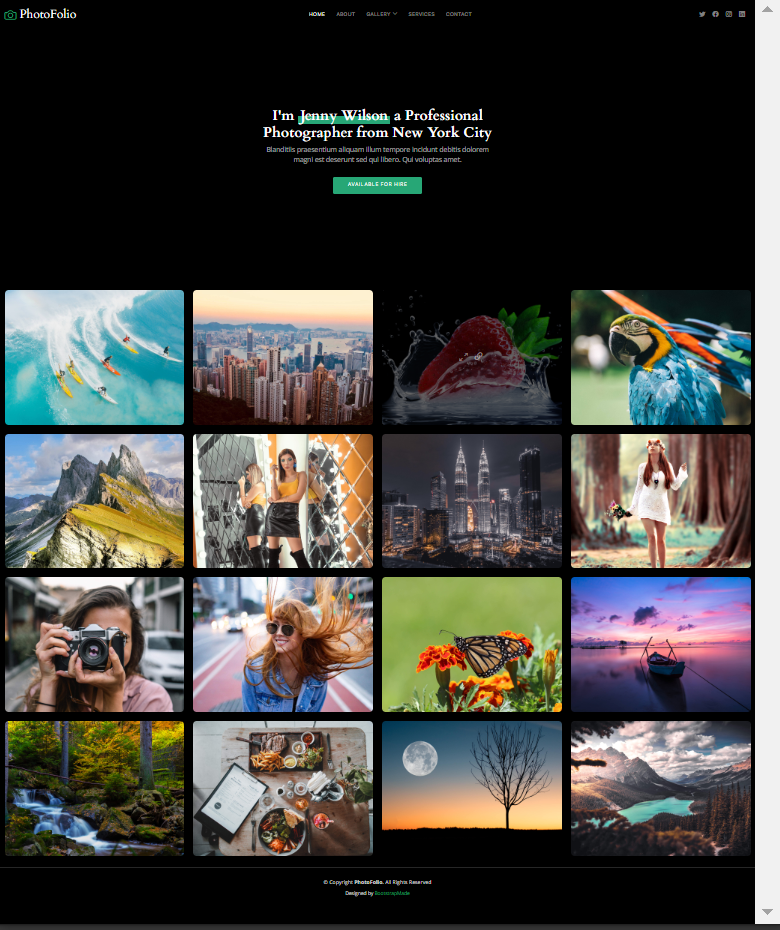 PhotoFolio
HOME ABOUT GALLERY SERVICES CONTACT
I'm Jenny Wilson a Professional
Photographer from New York City
Blanditiis praesentium aliquam illum tempore incidunt debitis dolorem
magni est deserunt sed qui libero. Qui voluptas amet.
AVAILABLE FOR HIRE
© Copyright PhotoFolio. All Rights Reserved
Designed by BootstrapMade